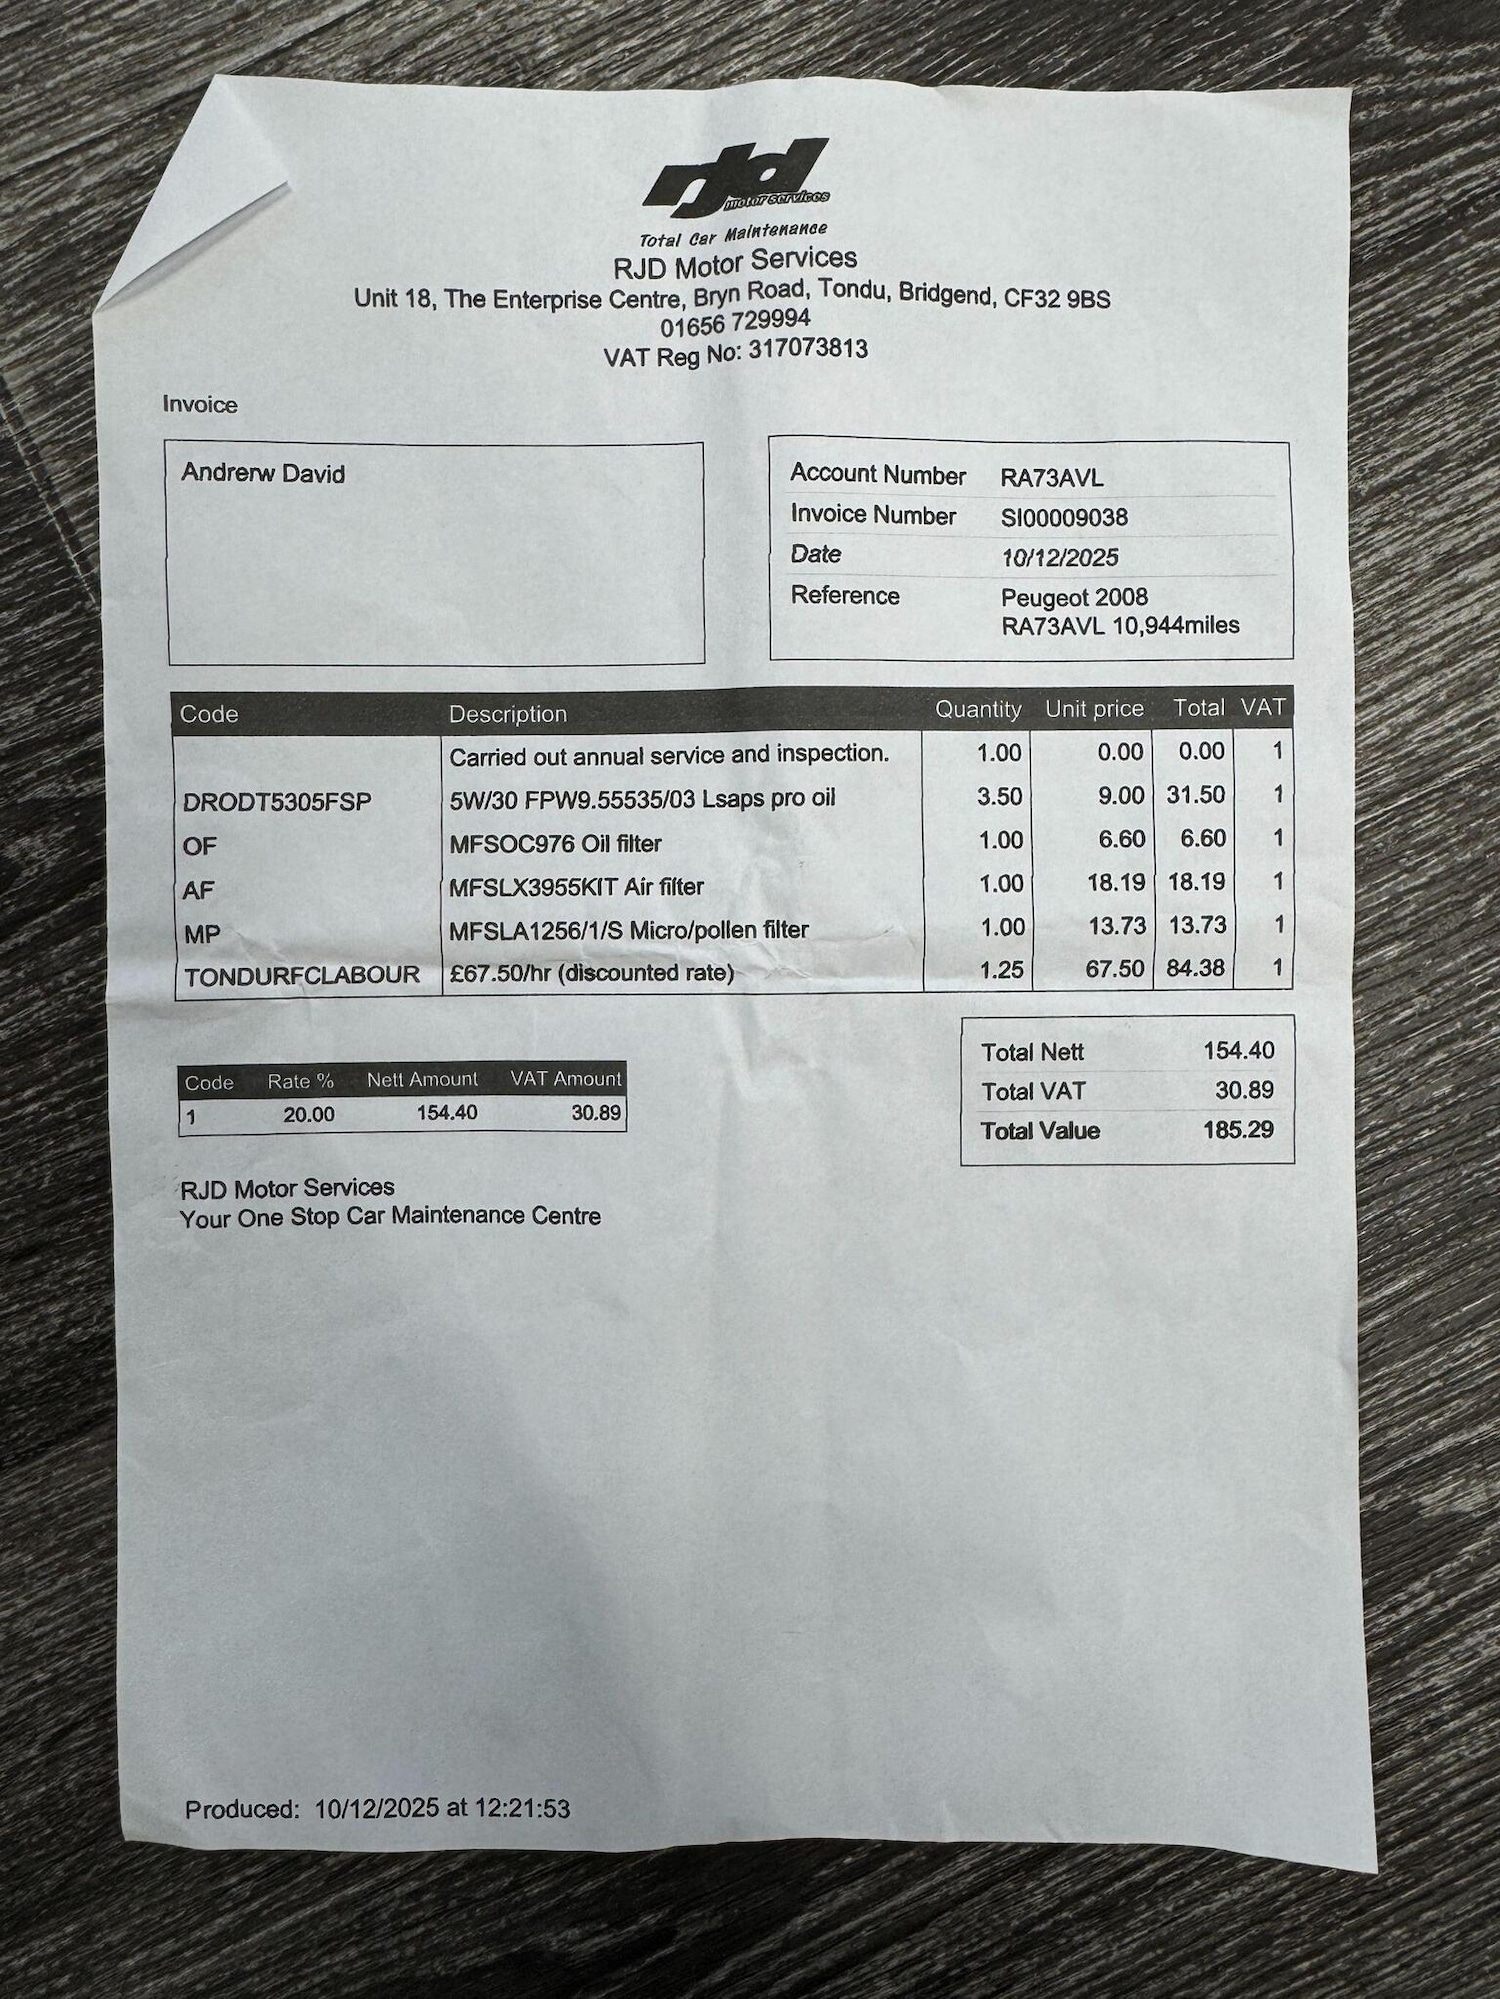 rjd
motor services
Total Car Maintenance
RJD Motor Services
Unit 18, The Enterprise Centre, Bryn Road, Tondu, Bridgend, CF32 9BS
01656 729994
VAT Reg No: 317073813
Invoice
Andrerw David
Account Number RA73AVL
Invoice Number SI00009038
Date 10/12/2025
Reference Peugeot 2008
RA73AVL 10,944miles
Code Description Quantity Unit price Total VAT
Carried out annual service and inspection. 1.00 0.00 0.00 1
DRODT5305FSP 5W/30 FPW9.55535/03 Lsaps pro oil 3.50 9.00 31.50 1
OF MFSOC976 Oil filter 1.00 6.60 6.60 1
AF MFSLX3955KIT Air filter 1.00 18.19 18.19 1
MP MFSLA1256/1/S Micro/pollen filter 1.00 13.73 13.73 1
TONDURFCLABOUR £67.50/hr (discounted rate) 1.25 67.50 84.38 1
Total Nett 154.40
Total VAT 30.89
Total Value 185.29
Code Rate % Nett Amount VAT Amount
1 20.00 154.40 30.89
RJD Motor Services
Your One Stop Car Maintenance Centre
Produced: 10/12/2025 at 12:21:53